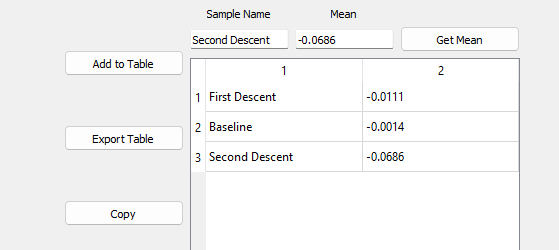 Sample Name Mean
Second Descent -0.0686 Get Mean
Add to Table
1 2
1 First Descent -0.0111
2 Baseline -0.0014
Export Table
3 Second Descent -0.0686
Copy